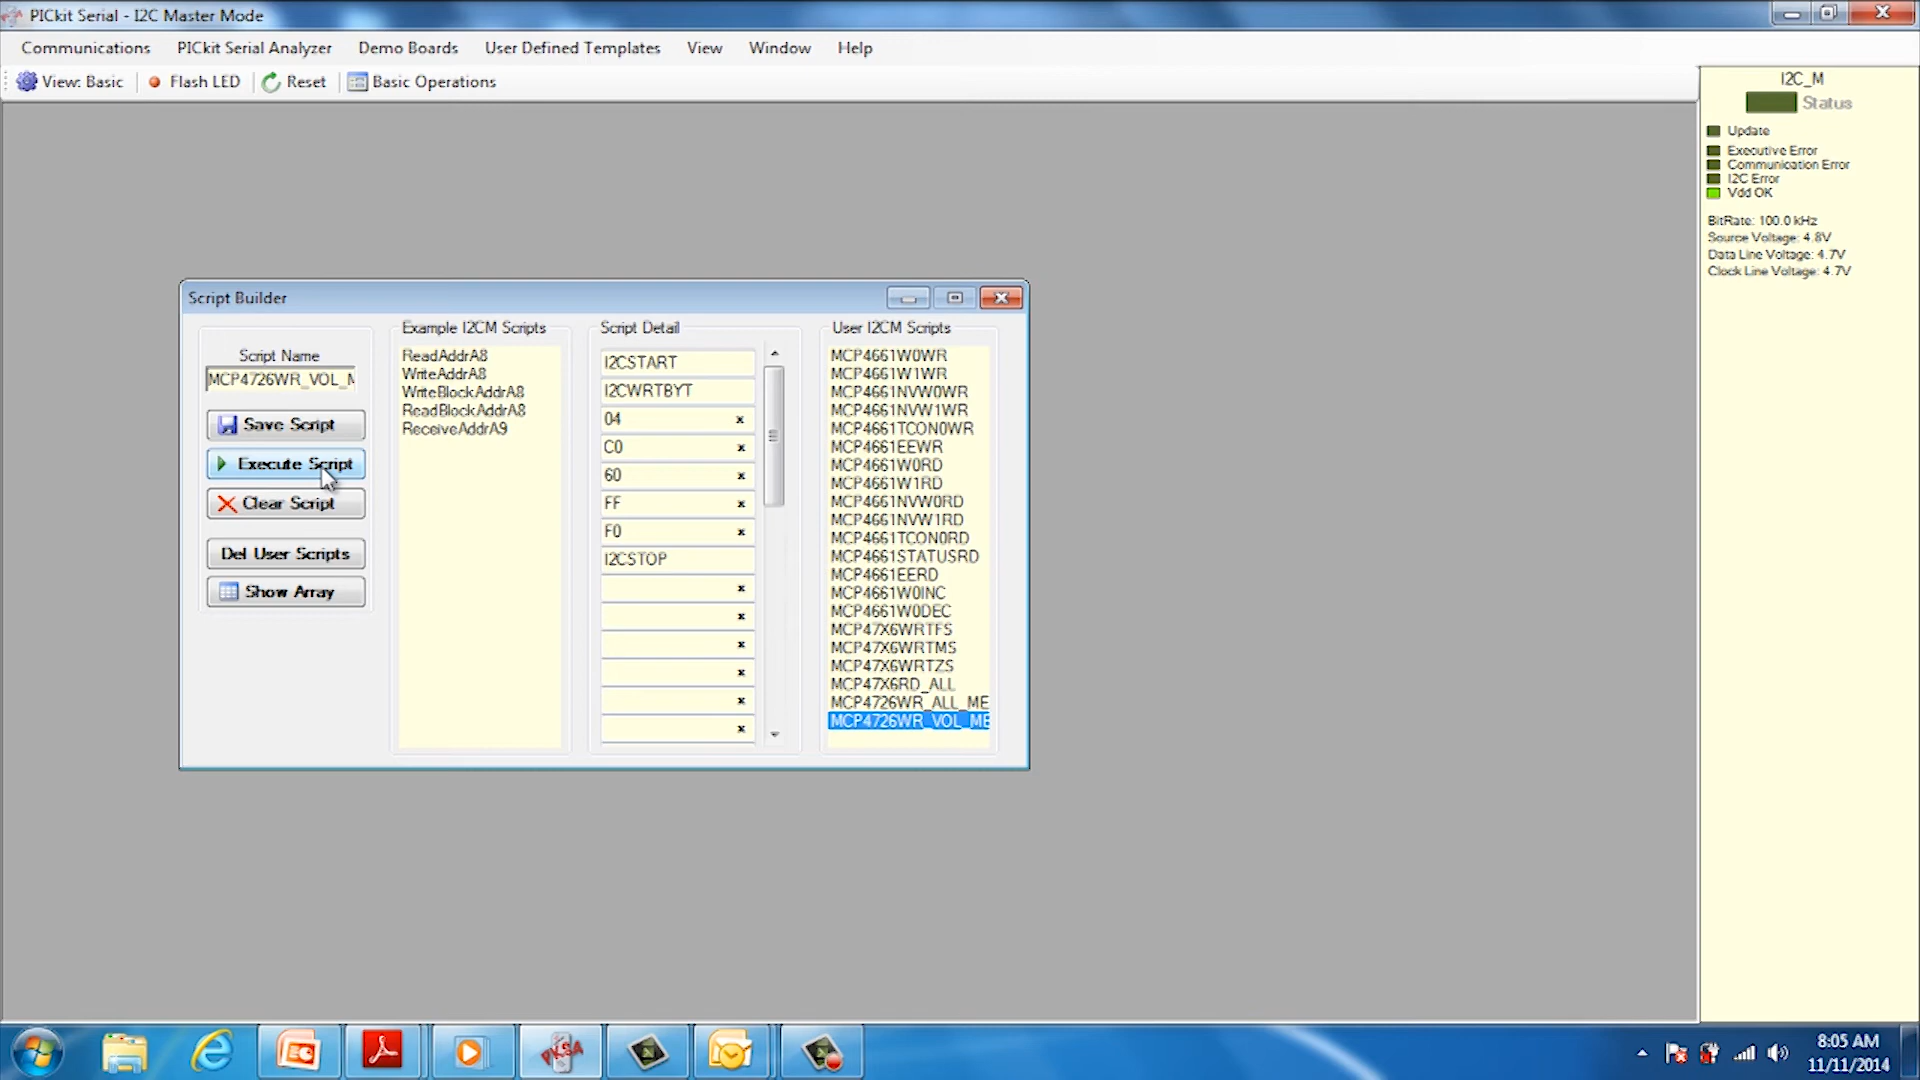 PICkit Serial - I2C Master Mode
Communications PICkit Serial Analyzer Demo Boards User Defined Templates View Window Help
View: Basic Flash LED Reset Basic Operations
I2C_M
Status
Update
Executive Error
Communication Error
I2C Error
Vdd OK
BitRate: 100.0 kHz
Source Voltage: 4.8V
Data Line Voltage: 4.7V
Clock Line Voltage: 4.7V
Script Builder
Script Name
MCP4726WR_VOL_M
Save Script
Execute Script
Clear Script
Del User Scripts
Show Array
Example I2CM Scripts
ReadAddrA8
WriteAddrA8
WriteBlockAddrA8
ReadBlockAddrA8
ReceiveAddrA9
Script Detail
I2CSTART
I2CWRTBYT
04 x
C0 x
60 x
FF x
F0 x
I2CSTOP
x
x
x
x
x
x
User I2CM Scripts
MCP4661W0WR
MCP4661W1WR
MCP4661NVW0WR
MCP4661NVW1WR
MCP4661TCON0WR
MCP4661EEWR
MCP4661W0RD
MCP4661W1RD
MCP4661NVW0RD
MCP4661NVW1RD
MCP4661TCON0RD
MCP4661STATUSRD
MCP4661EERD
MCP4661W0INC
MCP4661W0DEC
MCP47X6WRTFS
MCP47X6WRTMS
MCP47X6WRTZS
MCP47X6RD_ALL
MCP4726WR_ALL_ME
MCP4726WR_VOL_ME
PKSA
8:05 AM
11/11/2014